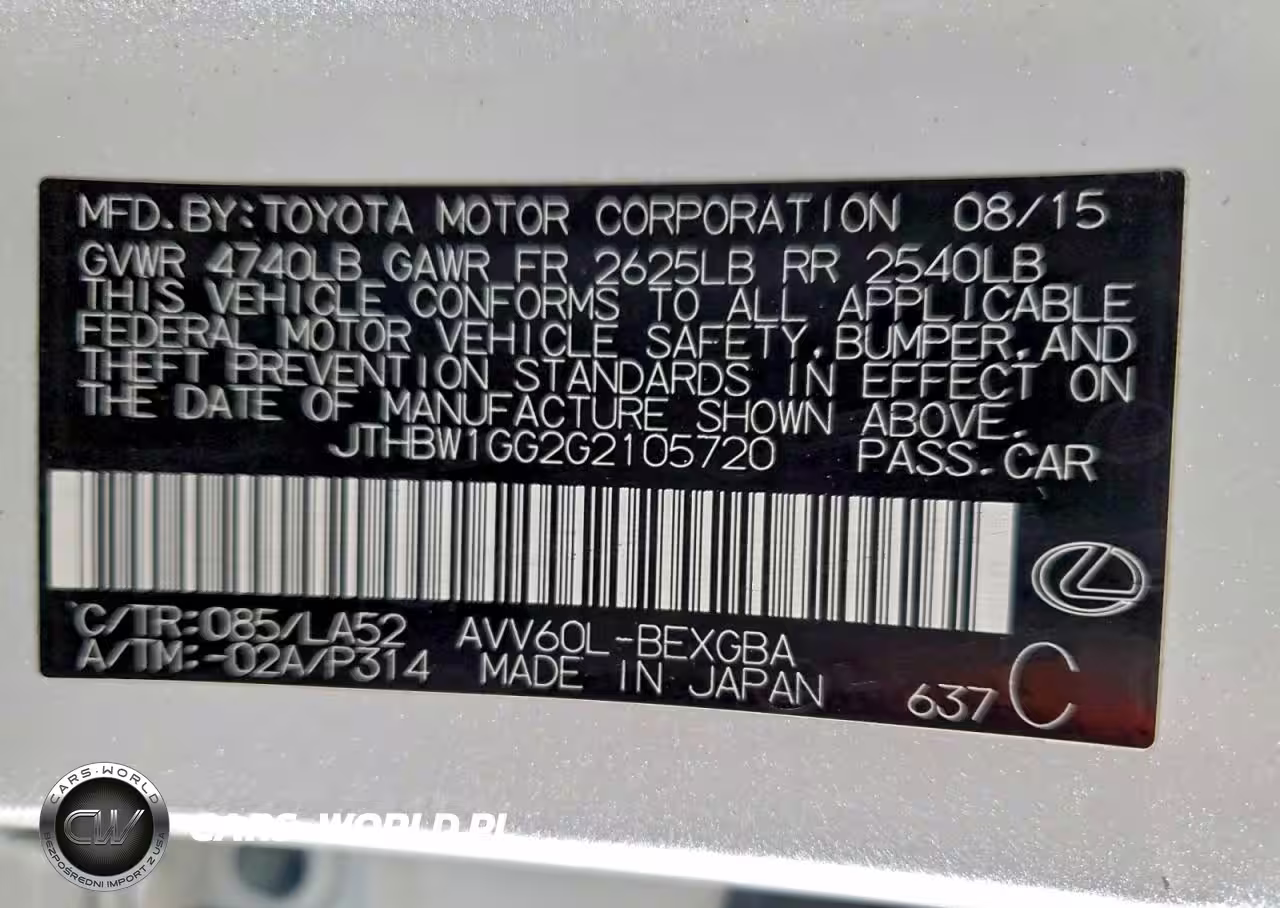 MFD. BY: TOYOTA MOTOR CORPORATION 08/15
GVWR 4740LB GAWR FR 2625LB RR 2540LB
THIS VEHICLE CONFORMS TO ALL APPLICABLE
FEDERAL MOTOR VEHICLE SAFETY, BUMPER, AND
THEFT PREVENTION STANDARDS IN EFFECT ON
THE DATE OF MANUFACTURE SHOWN ABOVE.
JTHBW1GG2G2105720 PASS. CAR
C/TR: 085/LA52 AVV60L-BEXGBA
A/TM: -02A/P314 MADE IN JAPAN 637 C
CARS-WORLD
CW
BEZPOŚREDNI IMPORT Z USA
CARS-WORLD.PL